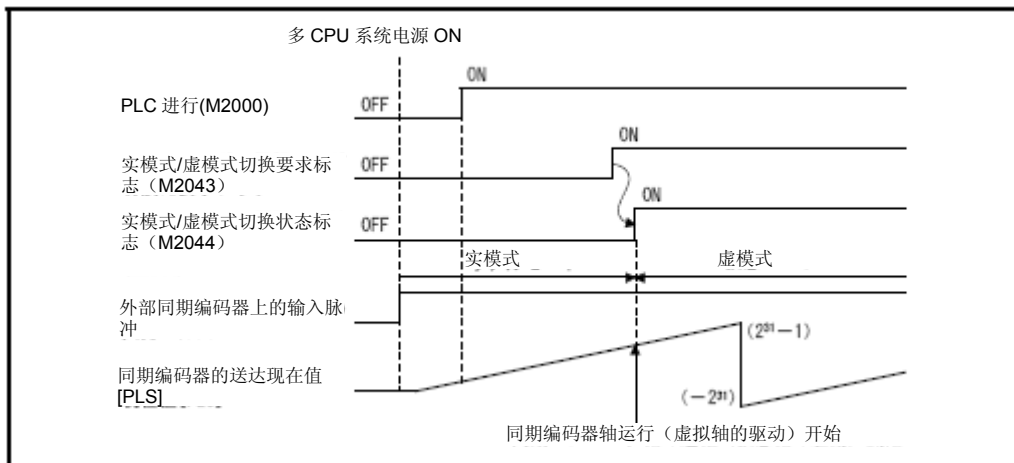 多 CPU 系统电源 ON
ON
PLC 进行(M2000)
OFF
ON
实模式/虚模式切换要求标
志（M2043）
OFF
ON
实模式/虚模式切换状态标
志（M2044）
OFF
实模式
虚模式
外部同期编码器上的输入脉
冲
(2³¹－1)
同期编码器的送达现在值
[PLS]
(－2³¹)
同期编码器轴运行（虚拟轴的驱动）开始